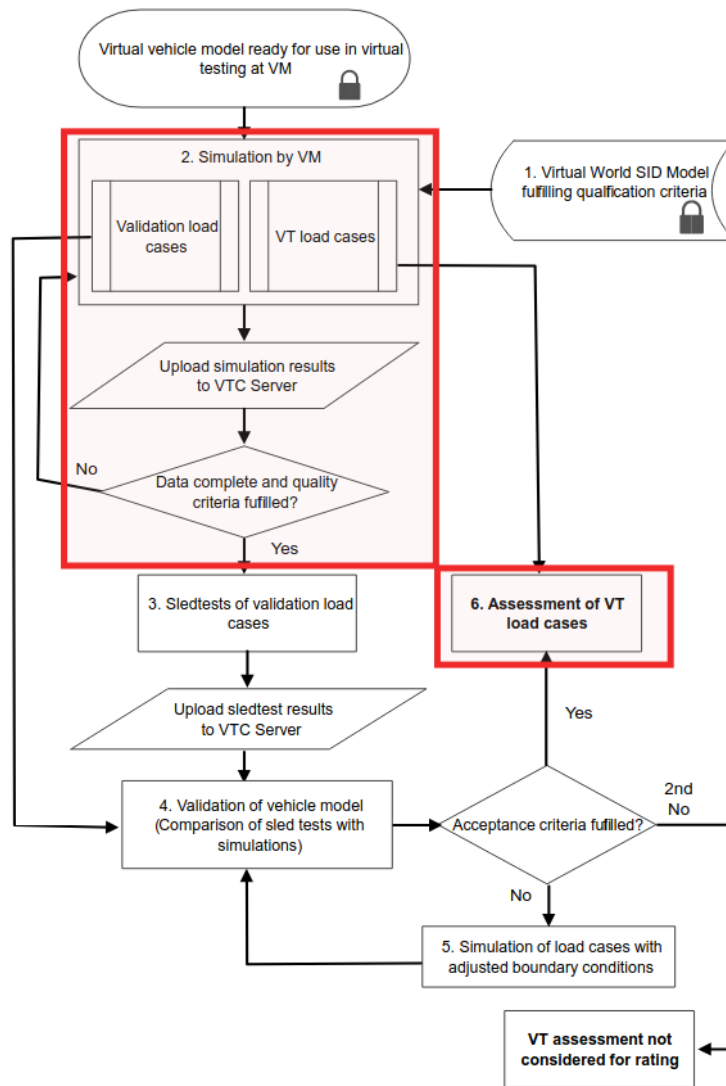 Virtual vehicle model ready for use in virtual
testing at VM
2. Simulation by VM
1. Virtual World SID Model
fulfilling qualfification criteria
Validation load
cases
VT load cases
Upload simulation results
to VTC Server
No
Data complete and quality
criteria fufilled?
Yes
3. Sledtests of validation load
cases
6. Assessment of VT
load cases
Upload sledtest results
to VTC Server
Yes
4. Validation of vehicle model
(Comparison of sled tests with
simulations)
Acceptance criteria fufilled?
2nd
No
No
5. Simulation of load cases with
adjusted boundary conditions
VT assessment not
considered for rating